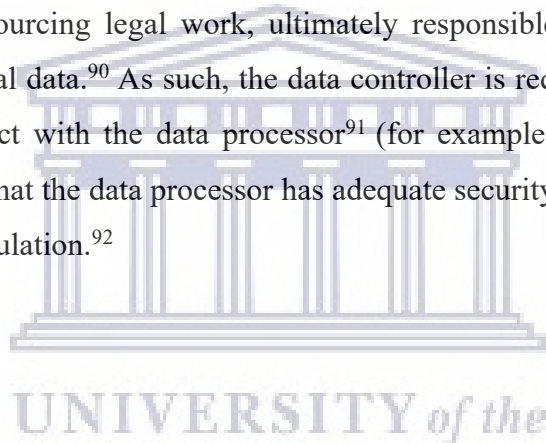 ourcing legal work, ultimately responsible
al data.90 As such, the data controller is rec
ct with the data processor91 (for example
hat the data processor has adequate security
ulation.92
UNIVERSITY of the